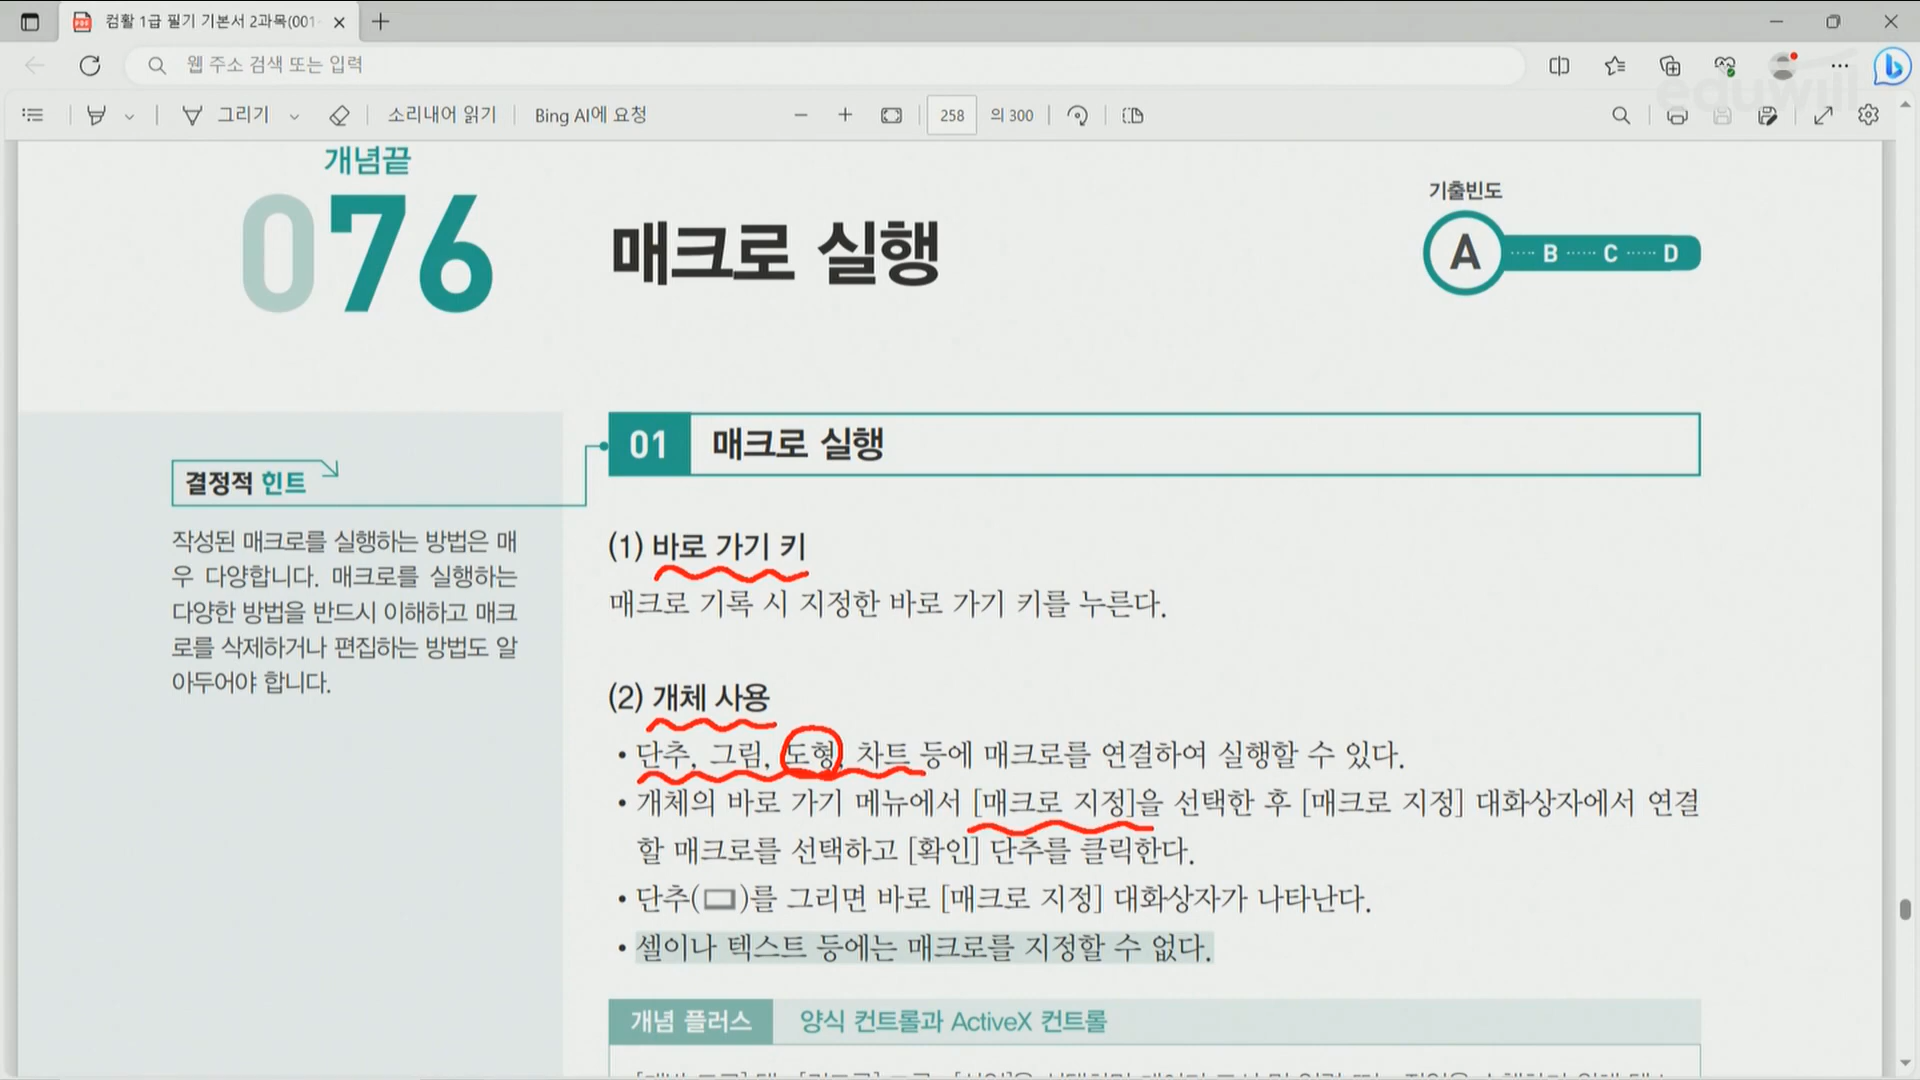 컴활 1급 필기 기본서 2과목(001
웹 주소 검색 또는 입력
eduwill
그리기
소리내어 읽기
Bing AI에 요청
258
의 300
개념끝
076
매크로 실행
기출빈도
A B C D
결정적 힌트
작성된 매크로를 실행하는 방법은 매
우 다양합니다. 매크로를 실행하는
다양한 방법을 반드시 이해하고 매크
로를 삭제하거나 편집하는 방법도 알
아두어야 합니다.
01 매크로 실행
(1) 바로 가기 키
매크로 기록 시 지정한 바로 가기 키를 누른다.
(2) 개체 사용
• 단추, 그림, 도형, 차트 등에 매크로를 연결하여 실행할 수 있다.
• 개체의 바로 가기 메뉴에서 [매크로 지정]을 선택한 후 [매크로 지정] 대화상자에서 연결
할 매크로를 선택하고 [확인] 단추를 클릭한다.
• 단추( )를 그리면 바로 [매크로 지정] 대화상자가 나타난다.
• 셀이나 텍스트 등에는 매크로를 지정할 수 없다.
개념 플러스 양식 컨트롤과 ActiveX 컨트롤